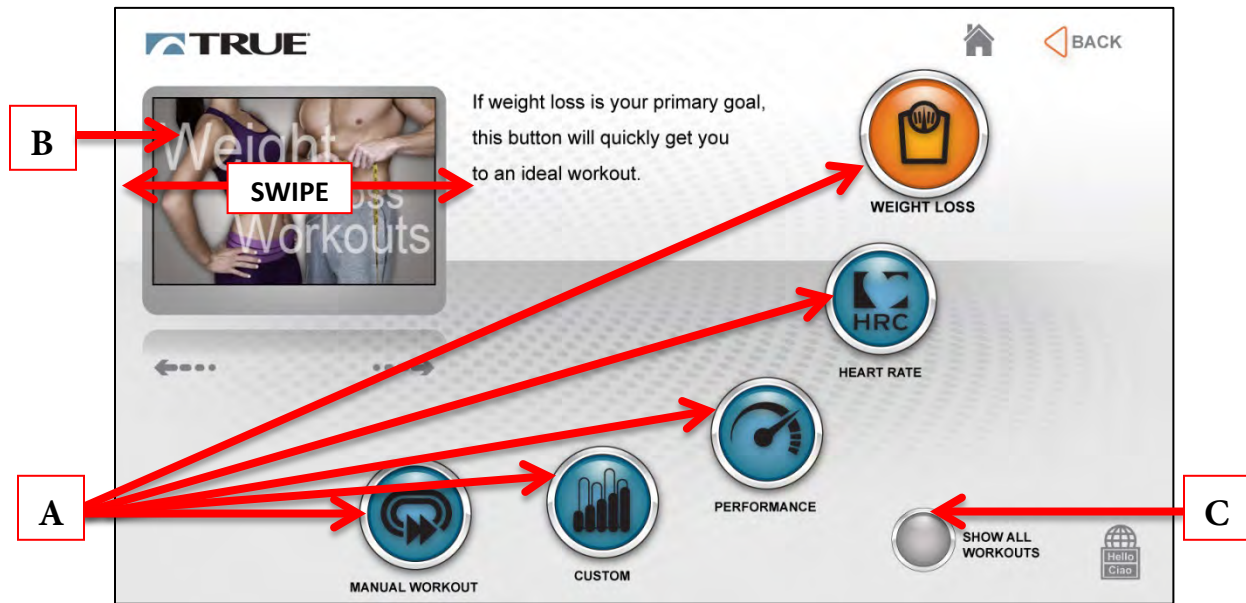 TRUE
BACK
B
Weight
Loss
Workouts
SWIPE
If weight loss is your primary goal,
this button will quickly get you
to an ideal workout.
WEIGHT LOSS
HRC
HEART RATE
PERFORMANCE
A
CUSTOM
MANUAL WORKOUT
C
SHOW ALL
WORKOUTS
Hello
Ciao